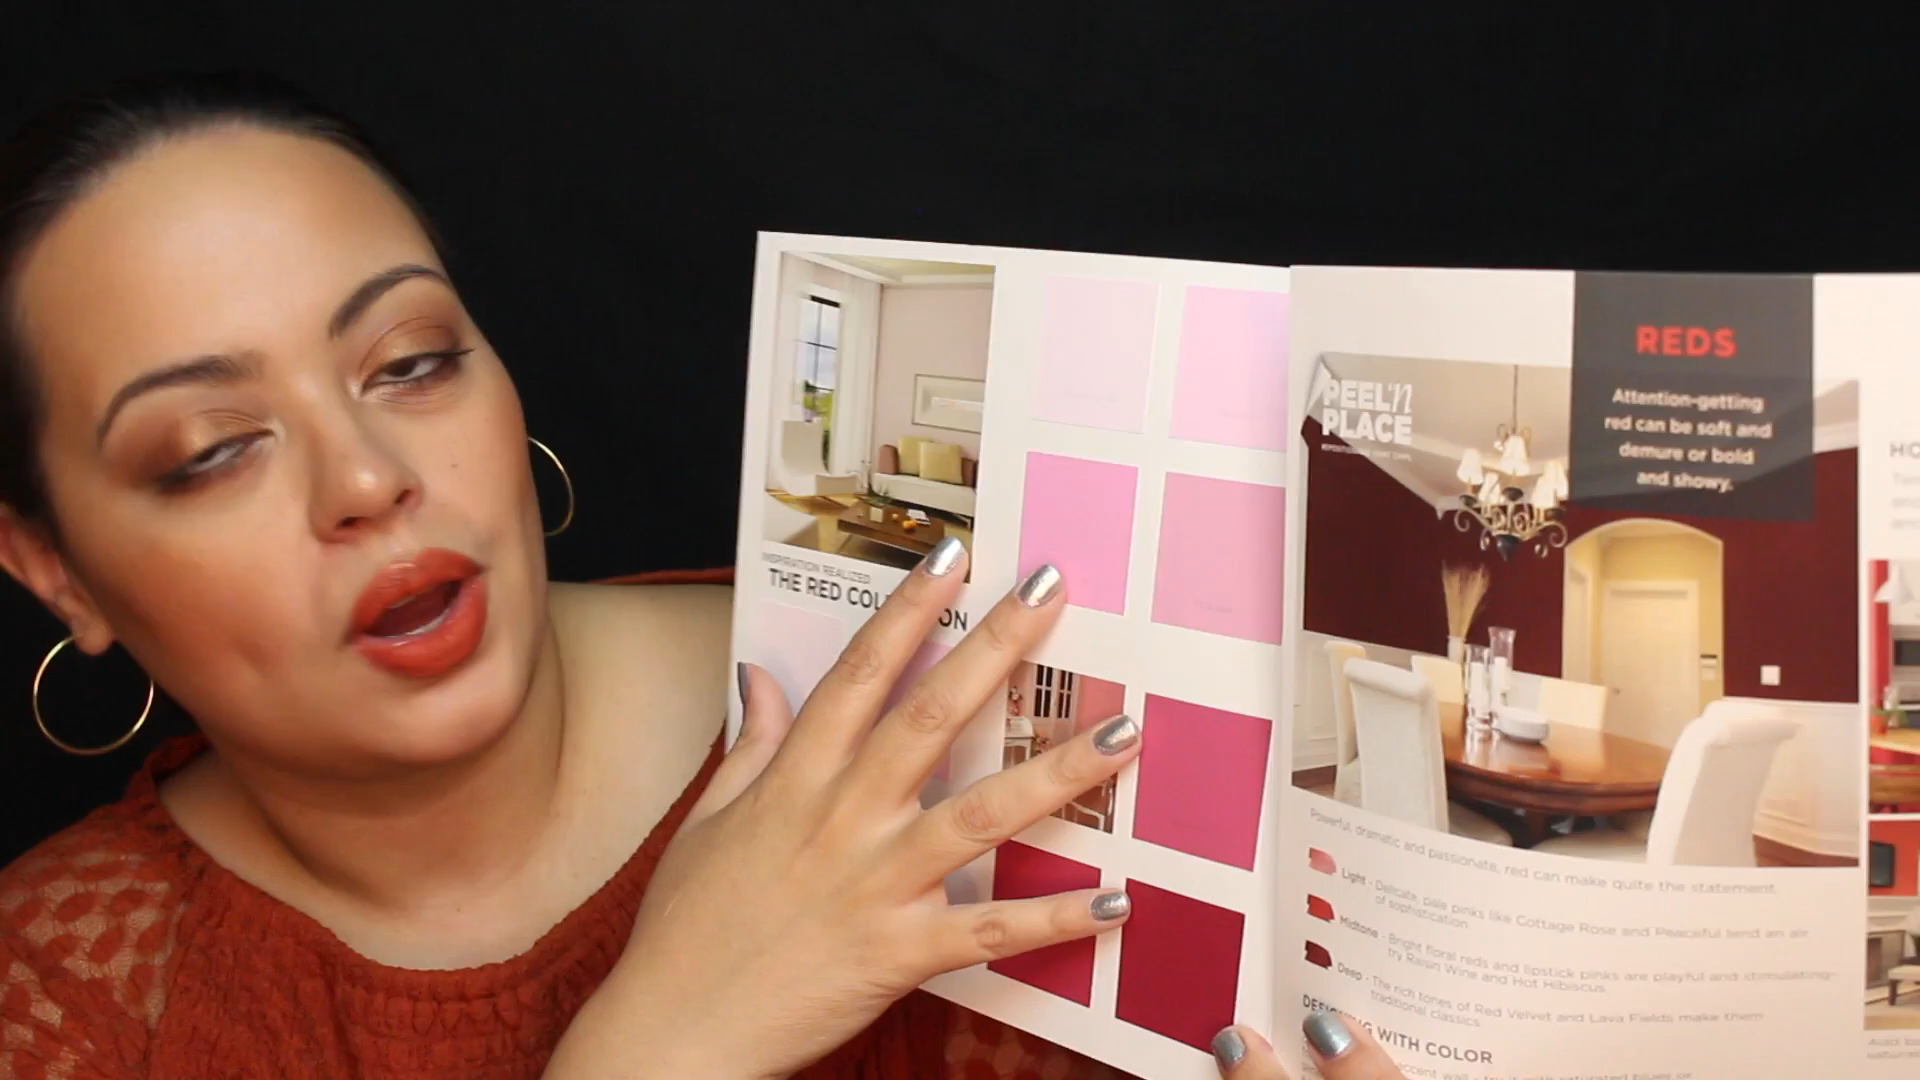 INSPIRATION REALIZED
THE RED
ON
PEEL'n
PLACE
REDS
Attention-getting
red can be soft and
demure or bold
and showy.
HO
Powerful, dramatic and passionate, red can make quite the statement.
Light - Delicate, pale pinks like Cottage Rose and Peaceful lend an air
of sophistication
Midtone - Bright floral reds and lipstick pinks are playful and stimulating-
try Raisin Wine and Hot Hibiscus.
Deep - The rich tones of Red Velvet and Lava Fields make them
traditional classics
WITH COLOR